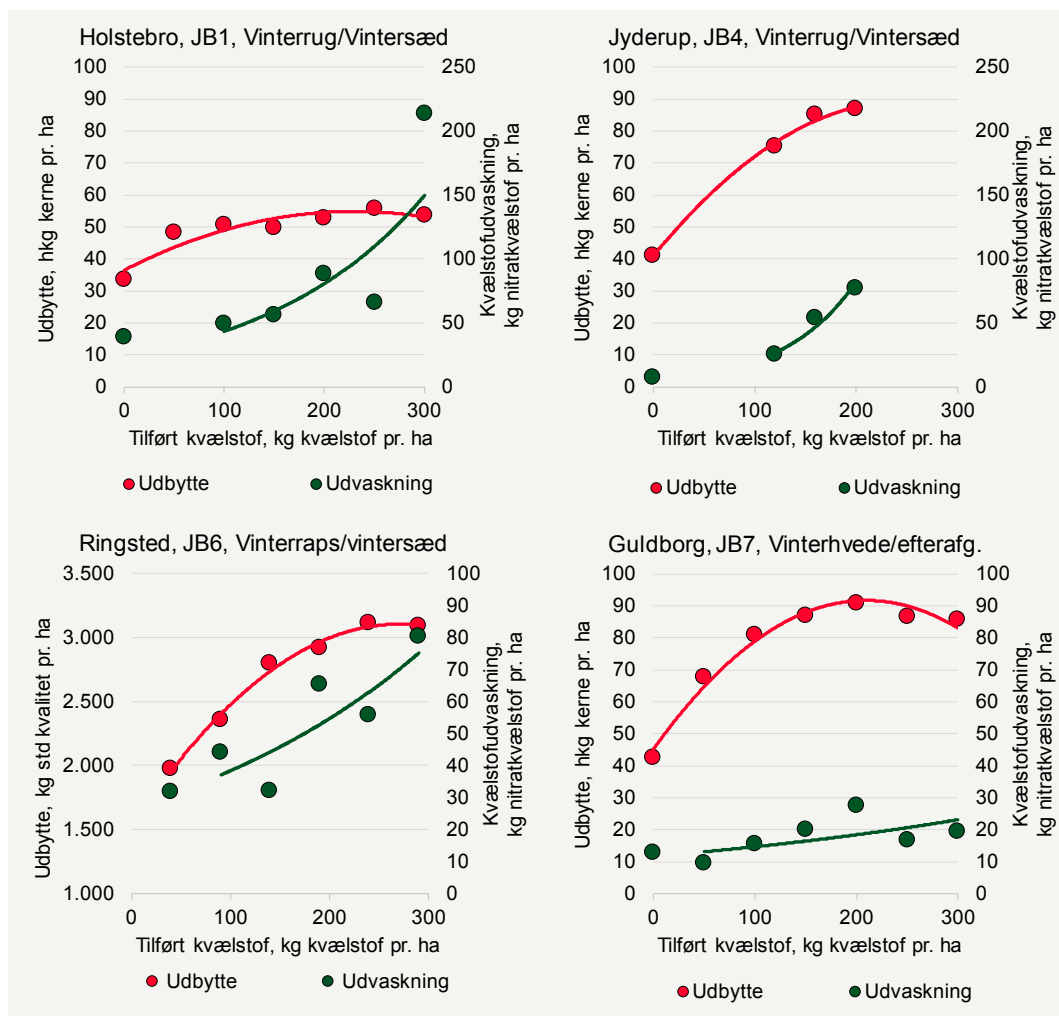 Holstebro, JB1, Vinterrug/Vintersæd
Udbytte, hkg kerne pr. ha
100
90
80
70
60
50
40
30
20
10
0
250
200
150
100
50
0
Kvælstofudvaskning,
kg nitratkvælstof pr. ha
0 100 200 300
Tilført kvælstof, kg kvælstof pr. ha
Udbytte Udvaskning
Jyderup, JB4, Vinterrug/Vintersæd
Udbytte, hkg kerne pr. ha
100
90
80
70
60
50
40
30
20
10
0
250
200
150
100
50
0
Kvælstofudvaskning,
kg nitratkvælstof pr. ha
0 100 200 300
Tilført kvælstof, kg kvælstof pr. ha
Udbytte Udvaskning
Ringsted, JB6, Vinterraps/vintersæd
Udbytte, kg std kvalitet pr. ha
3.500
3.000
2.500
2.000
1.500
1.000
100
90
80
70
60
50
40
30
20
10
0
Kvælstofudvaskning,
kg nitratkvælstof pr. ha
0 100 200 300
Tilført kvælstof, kg kvælstof pr. ha
Udbytte Udvaskning
Guldborg, JB7, Vinterhvede/efterafg.
Udbytte, hkg kerne pr. ha
100
90
80
70
60
50
40
30
20
10
0
100
90
80
70
60
50
40
30
20
10
0
Kvælstofudvaskning,
kg nitratkvælstof pr. ha
0 100 200 300
Tilført kvælstof, kg kvælstof pr. ha
Udbytte Udvaskning